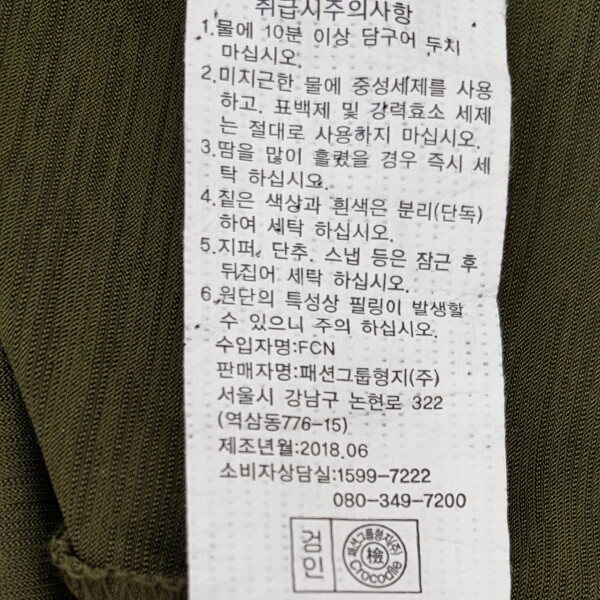 취급시주의사항
1.물에 10분 이상 담구어 두지
마십시오.
2.미지근한 물에 중성세제를 사용
하고, 표백제 및 강력효소 세제
는 절대로 사용하지 마십시오.
3.땀을 많이 흘렸을 경우 즉시 세
탁 하십시오.
4.짙은 색상과 흰색은 분리(단독)
하여 세탁 하십시오.
5.지퍼, 단추, 스냅 등은 잠근 후
뒤집어 세탁 하십시오.
6.원단의 특성상 필링이 발생할
수 있으니 주의 하십시오.
수입자명:FCN
판매자명:패션그룹형지(주)
서울시 강남구 논현로 322
(역삼동776-15)
제조년월:2018.06
소비자상담실:1599-7222
080-349-7200
검인
패션그룹형지(주)
檢
Crocodile